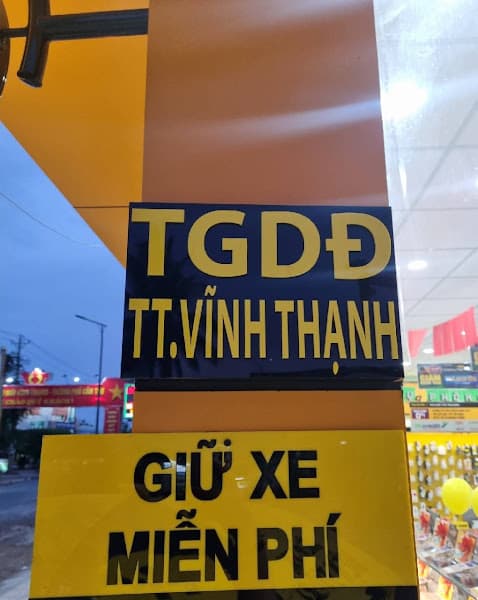 TGDĐ
TT.VĨNH THẠNH
GIỮ XE
MIỄN PHÍ